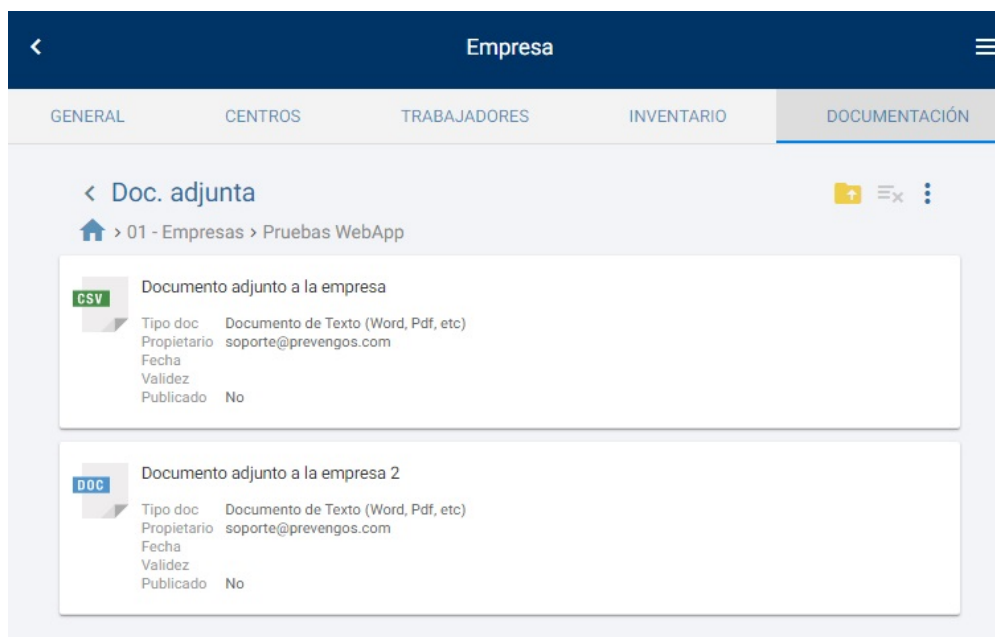 Empresa
GENERAL CENTROS TRABAJADORES INVENTARIO DOCUMENTACIÓN
Doc. adjunta
01 - Empresas > Pruebas WebApp
CSV
Documento adjunto a la empresa
Tipo doc Documento de Texto (Word, Pdf, etc)
Propietario soporte@prevengos.com
Fecha
Validez
Publicado No
DOC
Documento adjunto a la empresa 2
Tipo doc Documento de Texto (Word, Pdf, etc)
Propietario soporte@prevengos.com
Fecha
Validez
Publicado No